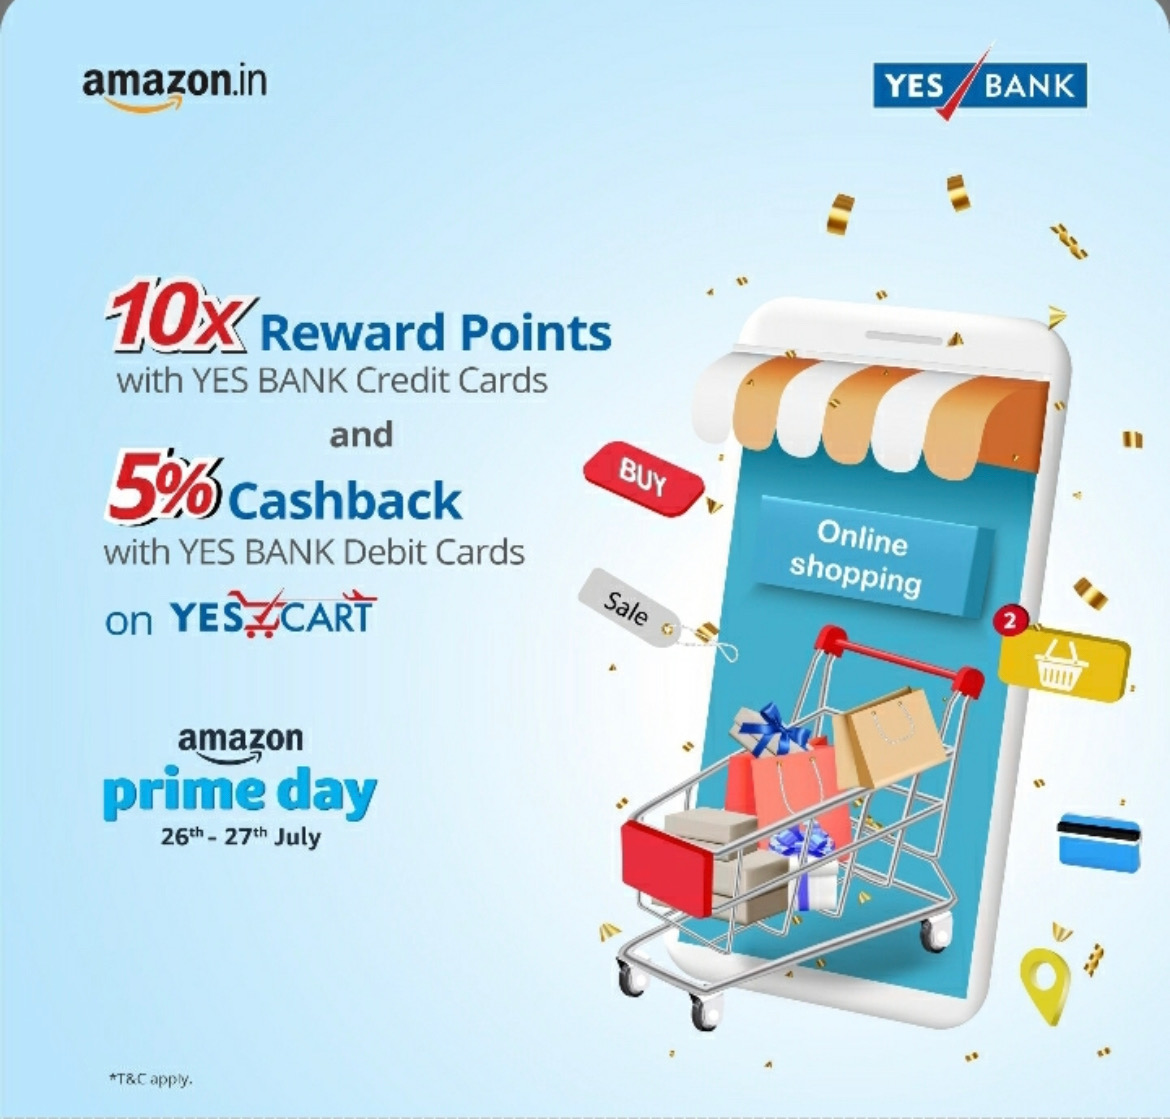 amazon.in
YES BANK
10x Reward Points
with YES BANK Credit Cards
and
5% Cashback
with YES BANK Debit Cards
on YES CART
BUY
Online
shopping
Sale
2
amazon
prime day
26th - 27th July
*T&C apply.